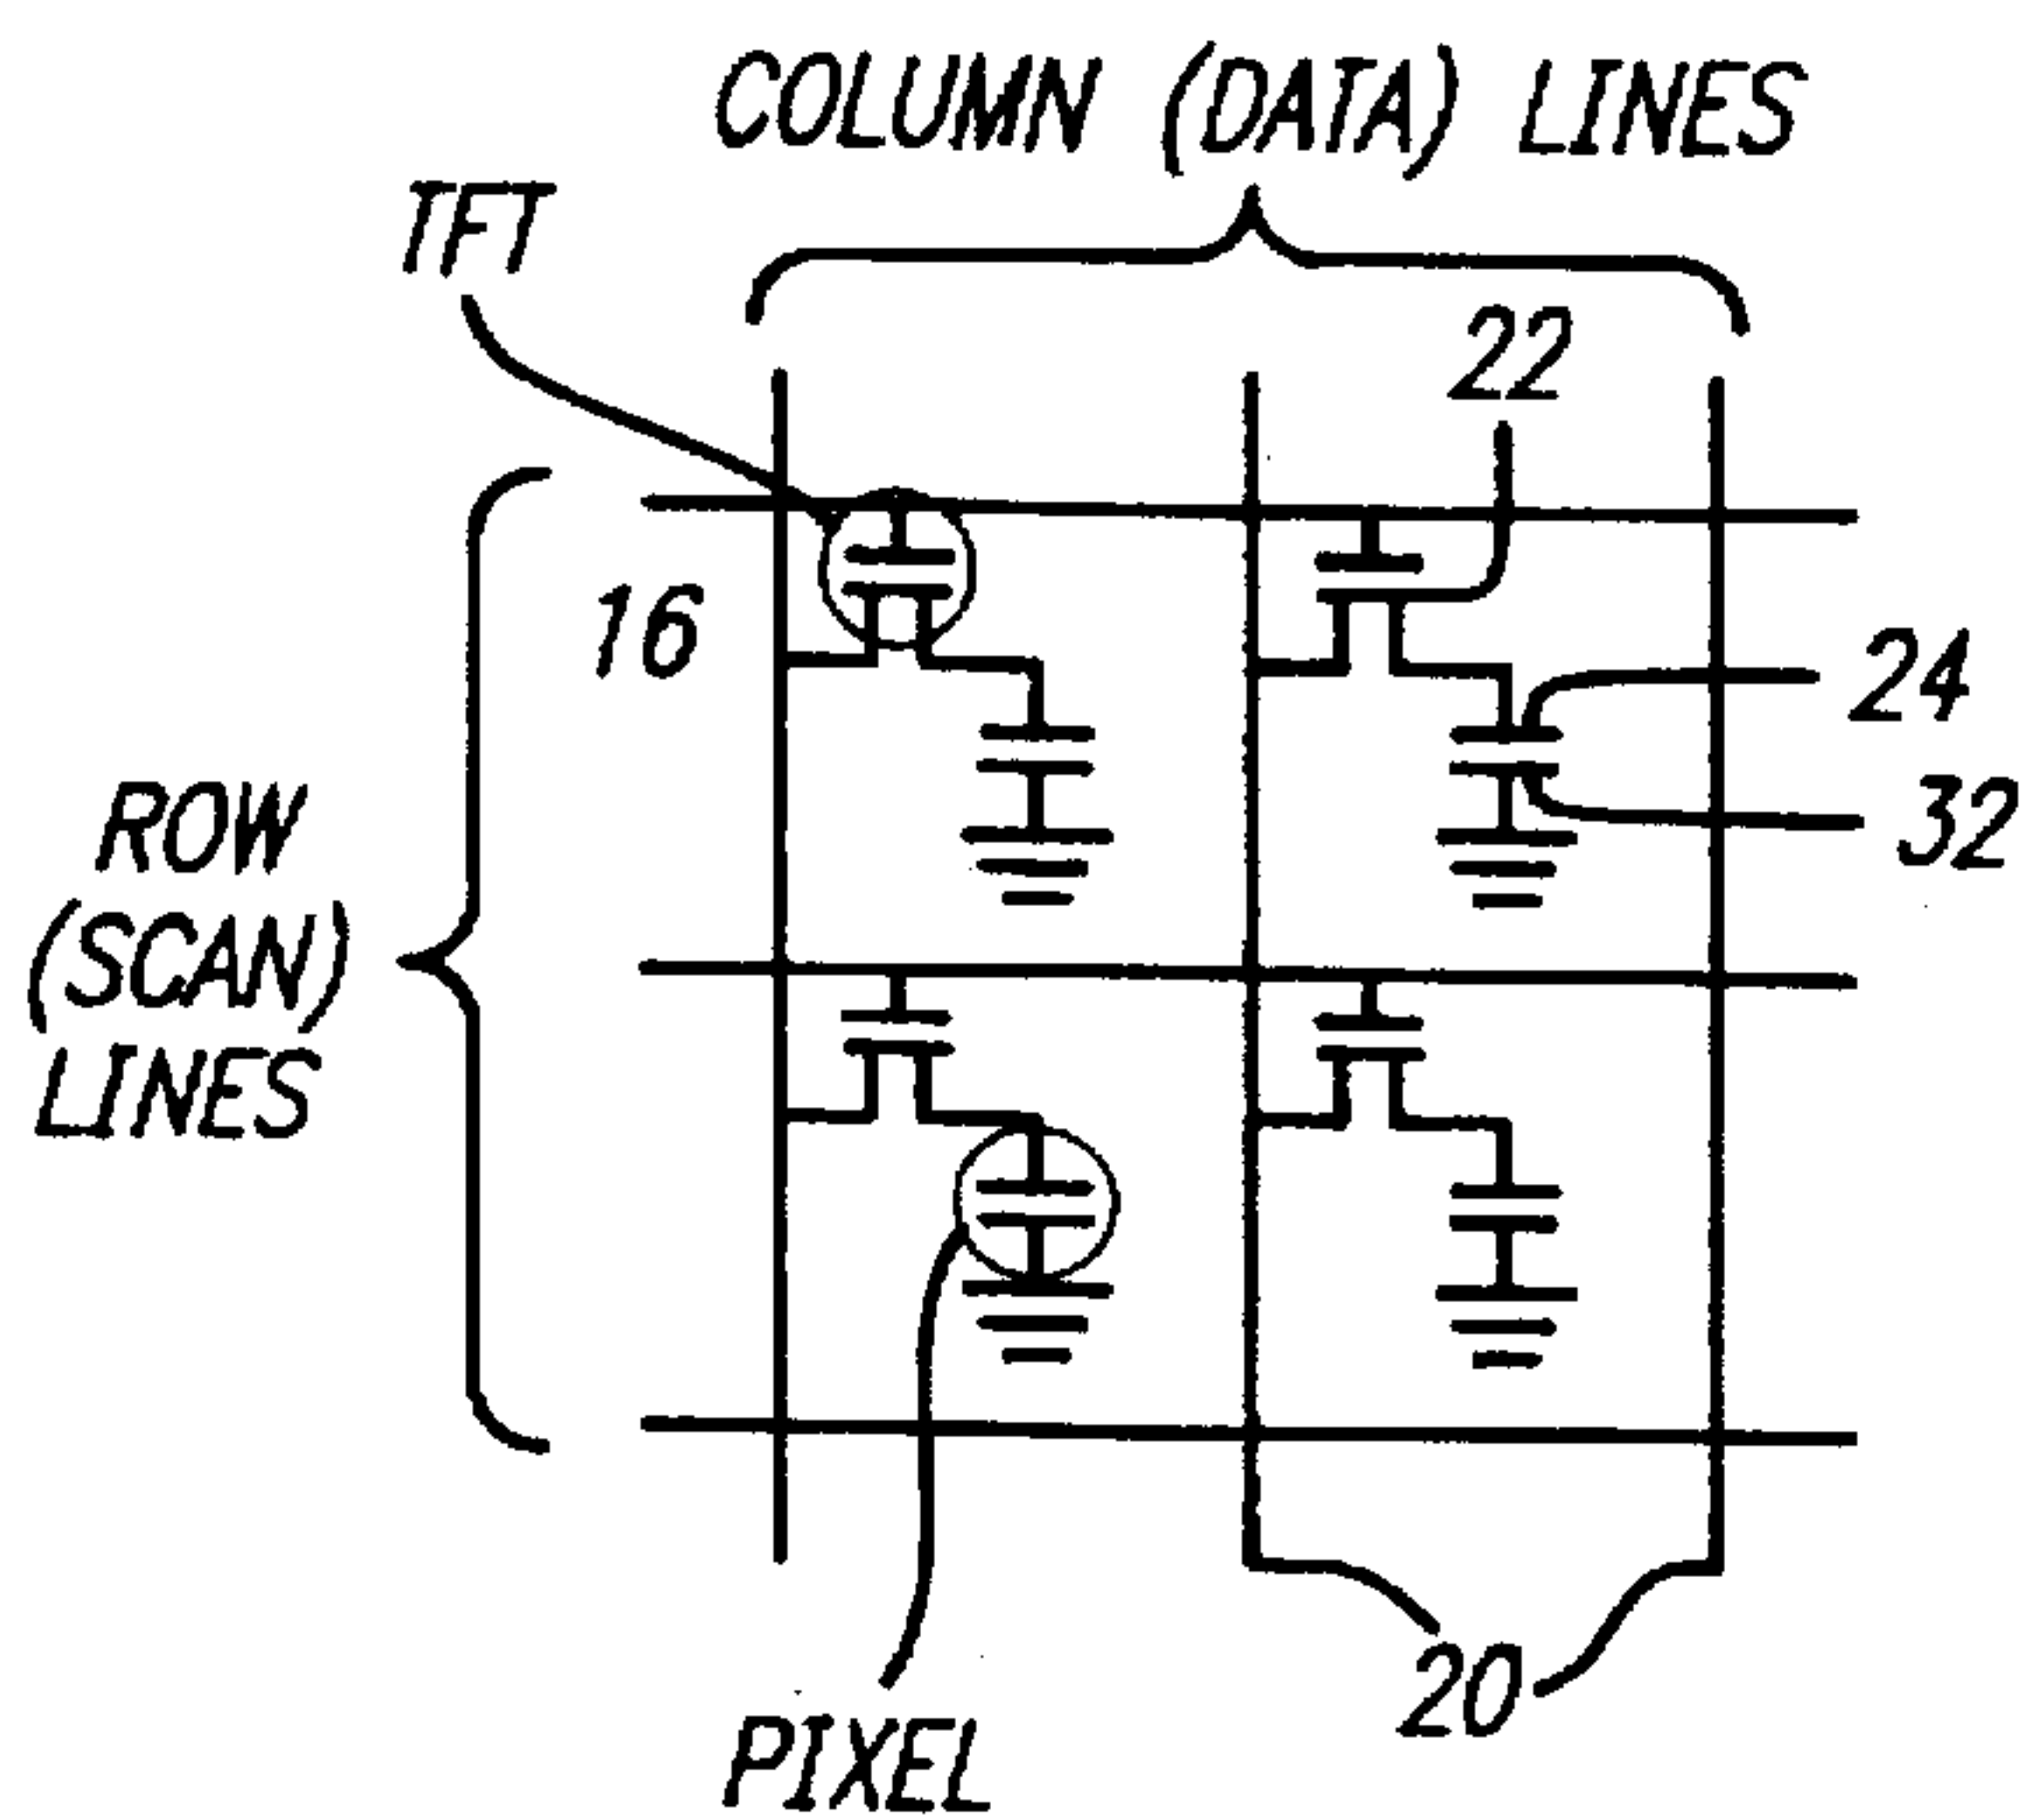 COLUMN (DATA) LINES
TFT
22
16
24
32
ROW
(SCAN)
LINES
20
PIXEL